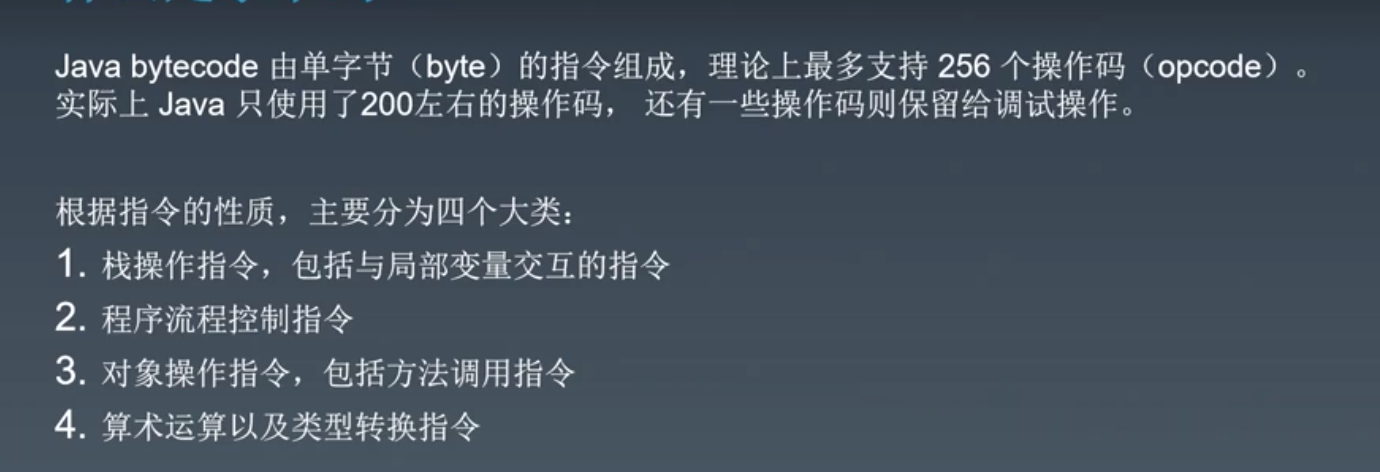 Java bytecode 由单字节（byte）的指令组成，理论上最多支持 256 个操作码（opcode）。
实际上 Java 只使用了200左右的操作码， 还有一些操作码则保留给调试操作。
根据指令的性质，主要分为四个大类：
1. 栈操作指令，包括与局部变量交互的指令
2. 程序流程控制指令
3. 对象操作指令，包括方法调用指令
4. 算术运算以及类型转换指令